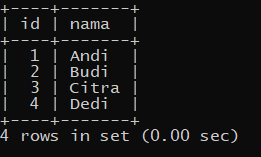 +----+-------+
| id | nama  |
+----+-------+
|  1 | Andi  |
|  2 | Budi  |
|  3 | Citra |
|  4 | Dedi  |
+----+-------+
4 rows in set (0.00 sec)